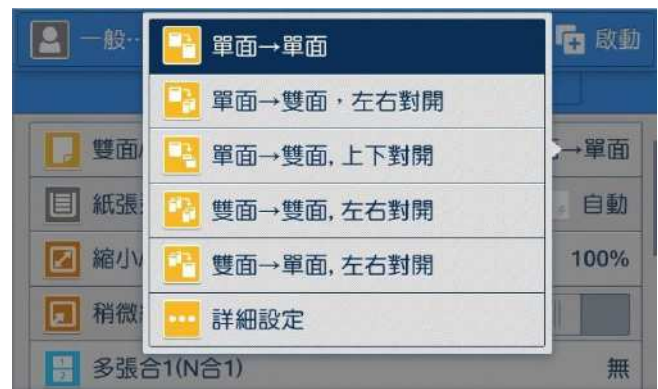 一般…
啟動
單面→單面
單面→雙面，左右對開
單面→雙面, 上下對開
雙面→雙面, 左右對開
雙面→單面, 左右對開
詳細設定
雙面/
→單面
紙張
自動
縮小/
100%
稍微
多張合1(N合1)
無
1
2